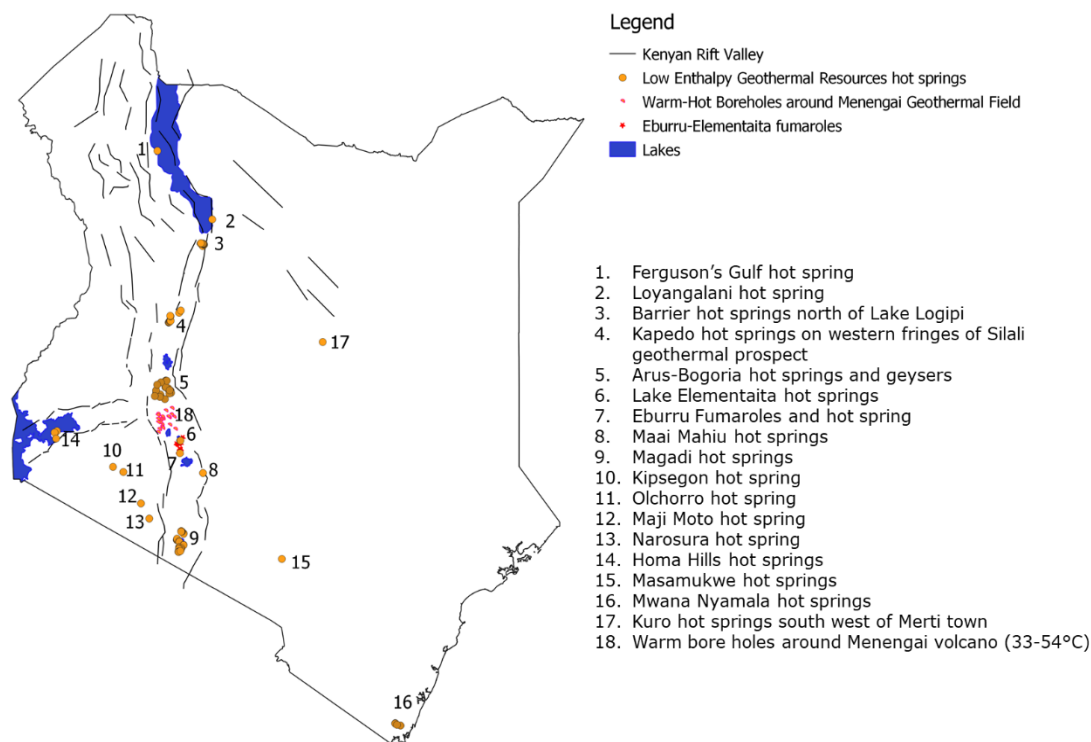 Legend
Kenyan Rift Valley
Low Enthalpy Geothermal Resources hot springs
Warm-Hot Boreholes around Menengai Geothermal Field
Eburru-Elementaita fumaroles
Lakes
1
2
3
4
17
5
18
6
14
10
7
11
8
12
13
9
15
16
1. Ferguson's Gulf hot spring
2. Loyangalani hot spring
3. Barrier hot springs north of Lake Logipi
4. Kapedo hot springs on western fringes of Silali
geothermal prospect
5. Arus-Bogoria hot springs and geysers
6. Lake Elementaita hot springs
7. Eburru Fumaroles and hot spring
8. Maai Mahiu hot springs
9. Magadi hot springs
10. Kipsegon hot spring
11. Olchorro hot spring
12. Maji Moto hot spring
13. Narosura hot spring
14. Homa Hills hot springs
15. Masamukwe hot springs
16. Mwana Nyamala hot springs
17. Kuro hot springs south west of Merti town
18. Warm bore holes around Menengai volcano (33-54°C)